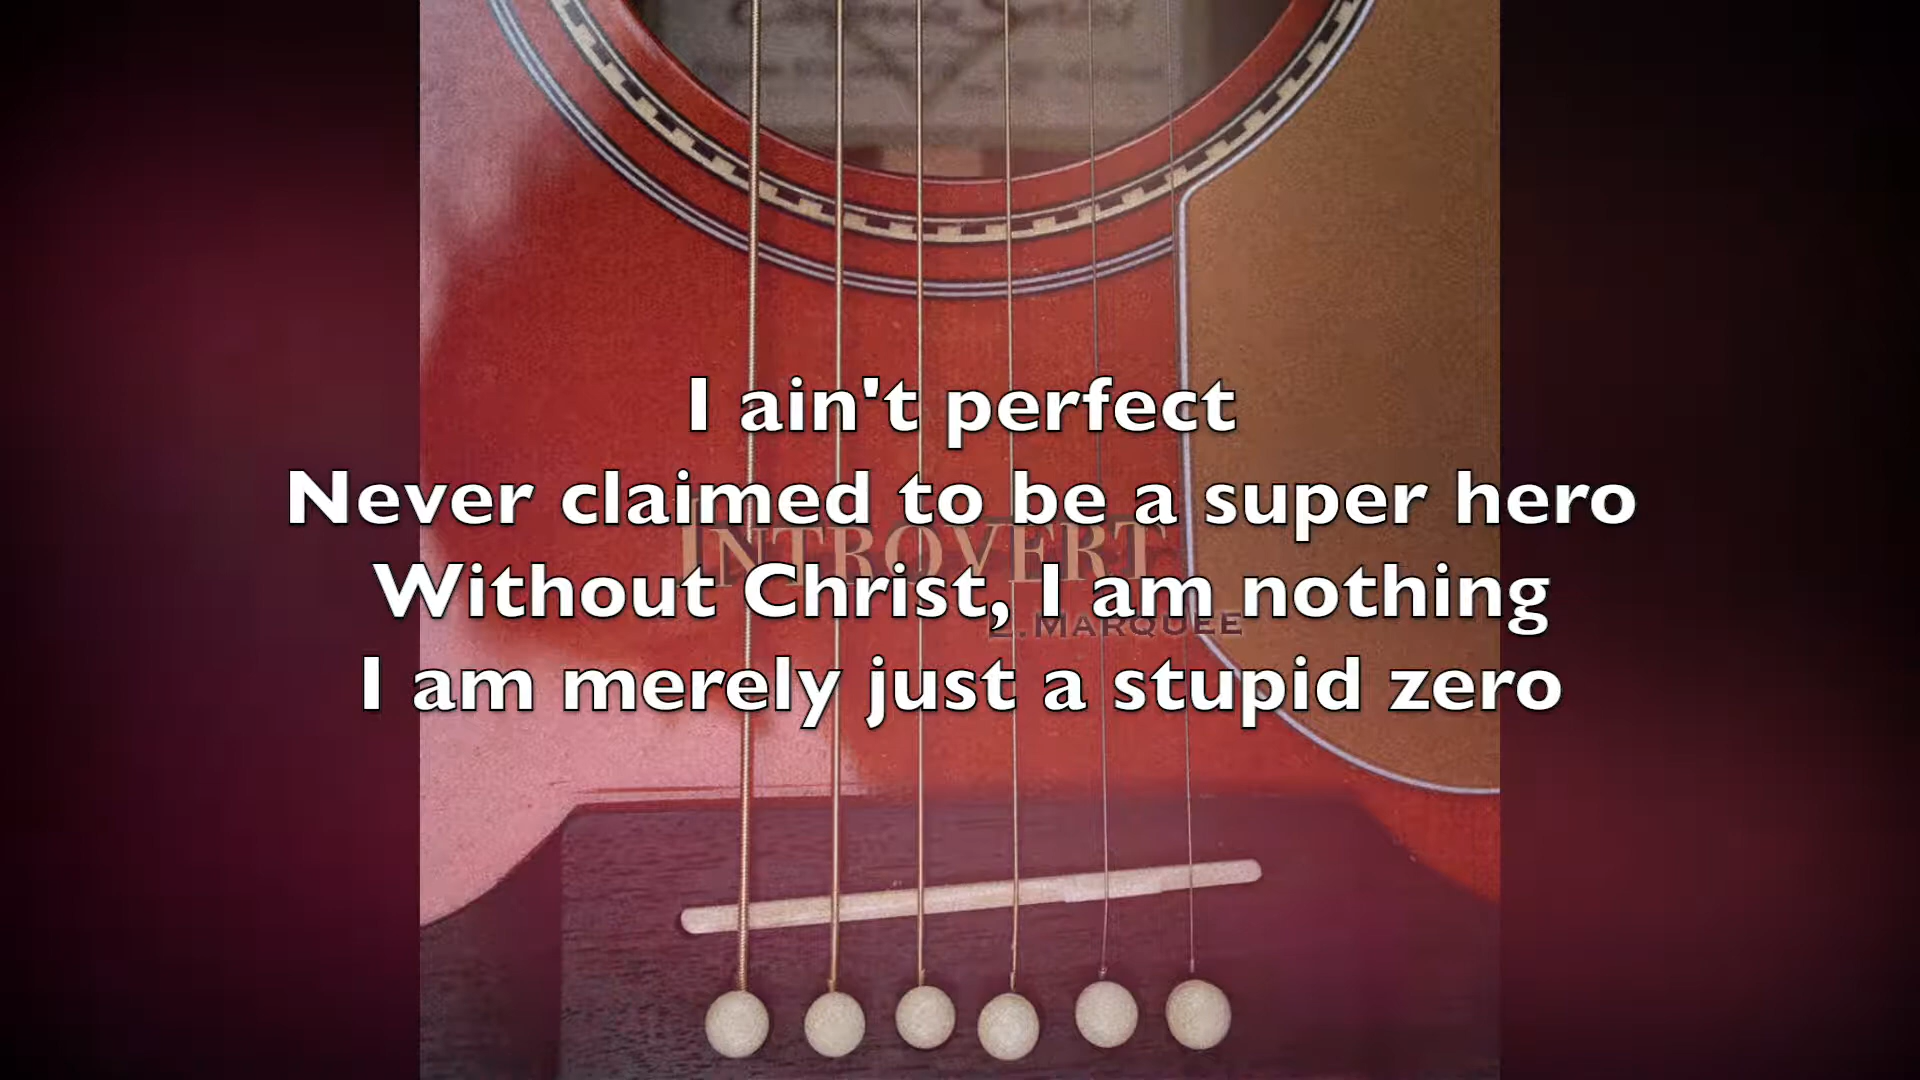 I ain't perfect
Never claimed to be a super hero
INTROVERT
Without Christ, I am nothing
L.MARQUEE
I am merely just a stupid zero